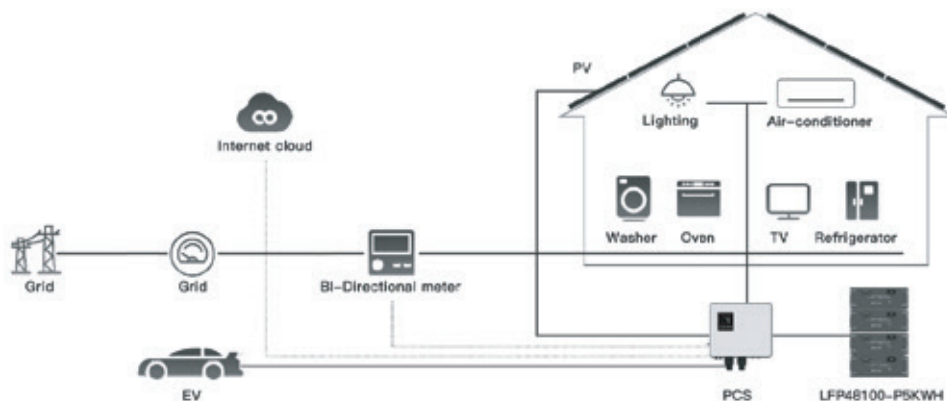 PV
Lighting
Air-conditioner
Internet cloud
Washer
Oven
TV
Refrigerator
Grid
Grid
BI-Directional meter
EV
PCS
LFP48100-P5KWH